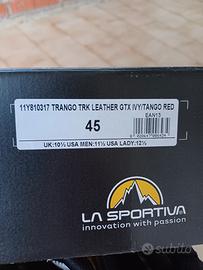 11Y810317 TRANGO TRK LEATHER GTX IVY/TANGO RED
EAN13
45
UK:10½ USA MEN:11½ USA LADY:12½
LA SPORTIVA
innovation with passion
subito